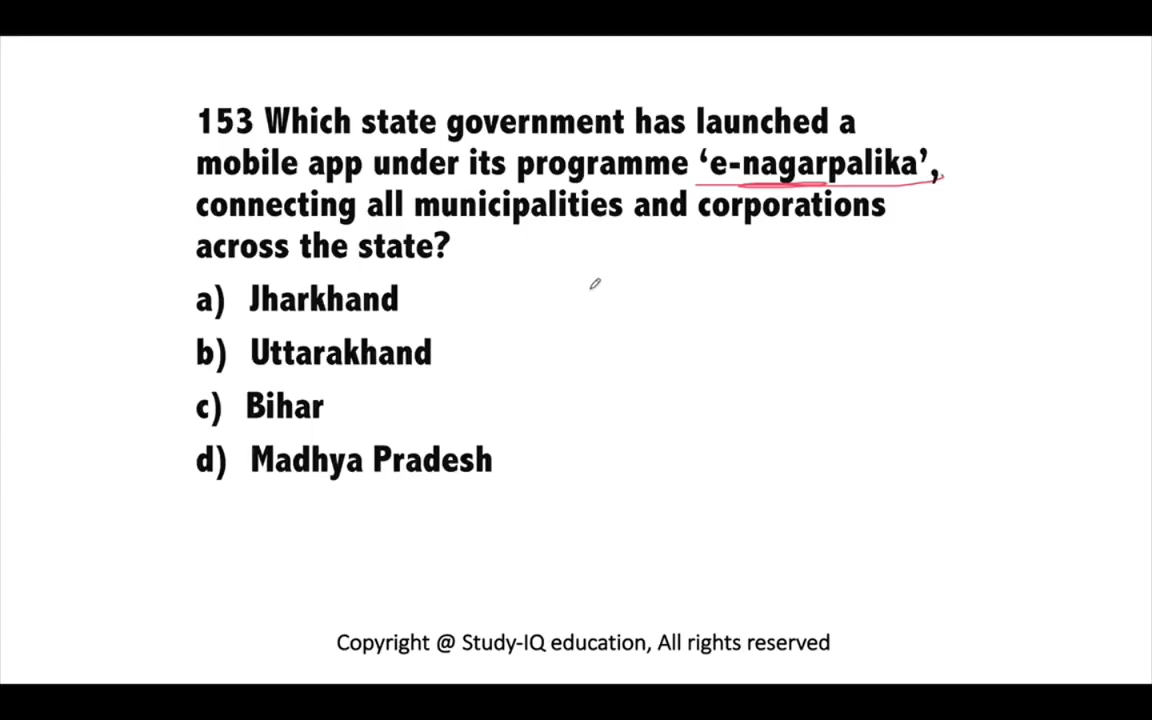 153 Which state government has launched a
mobile app under its programme ‘e-nagarpalika’,
connecting all municipalities and corporations
across the state?
a) Jharkhand
b) Uttarakhand
c) Bihar
d) Madhya Pradesh
Copyright @ Study-IQ education, All rights reserved